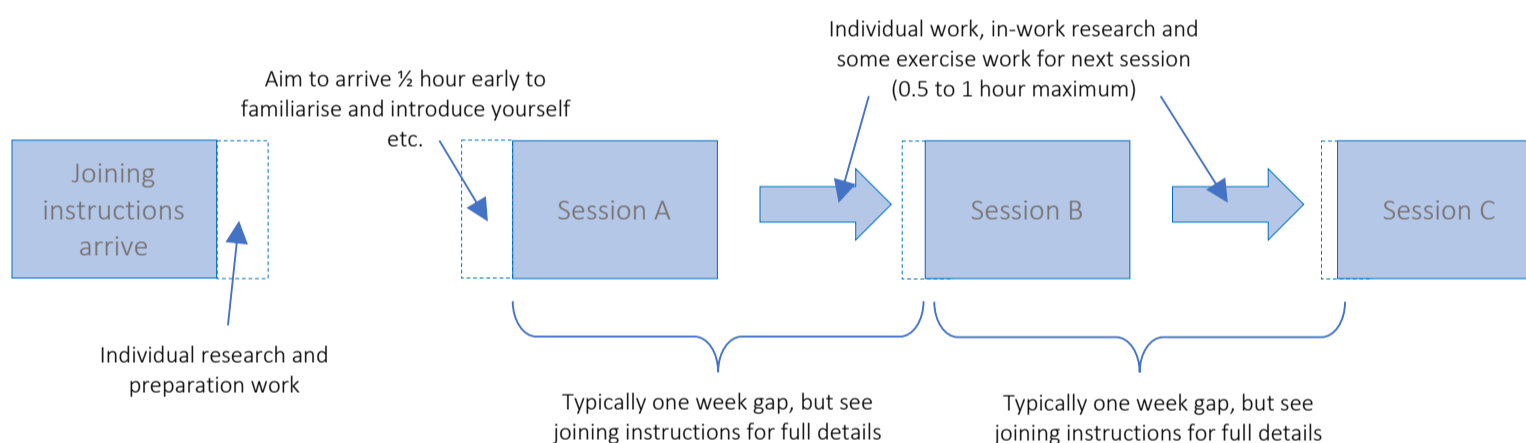 Individual work, in-work research and
some exercise work for next session
(0.5 to 1 hour maximum)
Aim to arrive ½ hour early to
familiarise and introduce yourself
etc.
Joining
instructions
arrive
Session A
Session B
Session C
Individual research and
preparation work
Typically one week gap, but see
joining instructions for full details
Typically one week gap, but see
joining instructions for full details